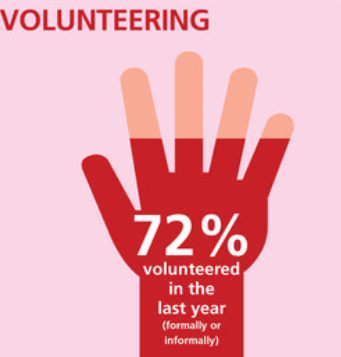 VOLUNTEERING
72%
volunteered
in the
last year
(formally or
informally)